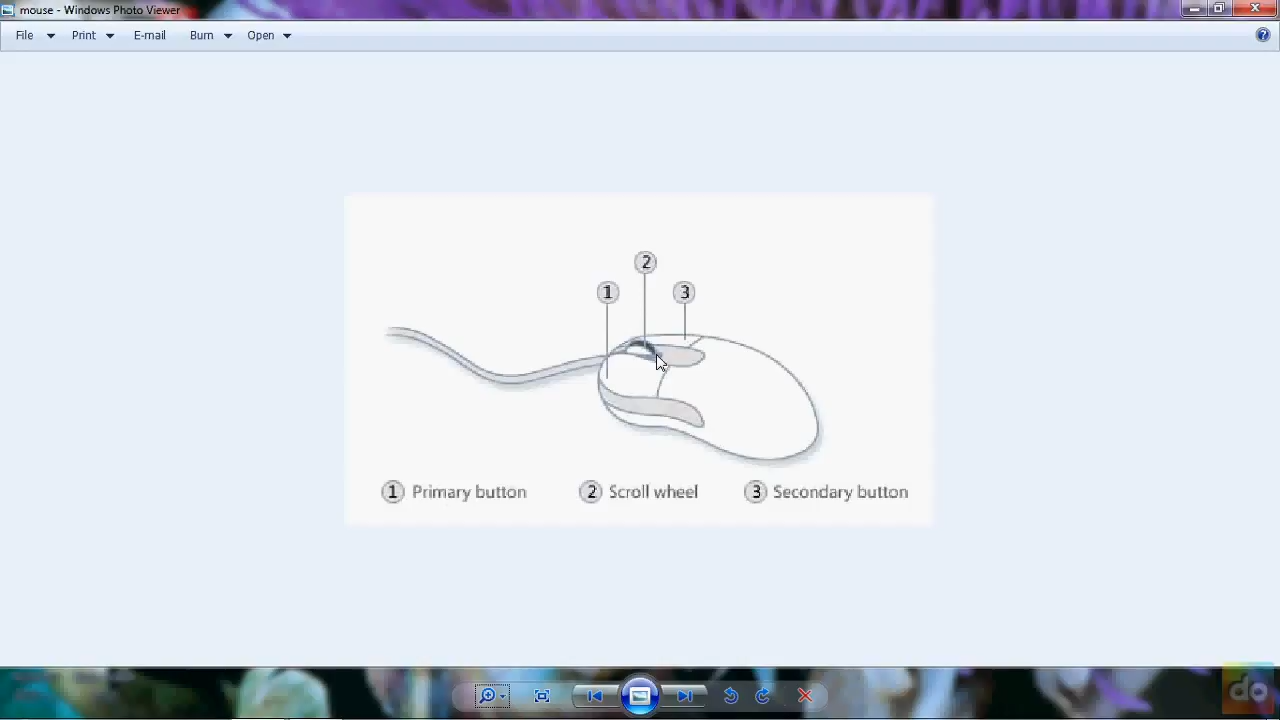 mouse - Windows Photo Viewer
File Print E-mail Burn Open
2
1 3
1 Primary button 2 Scroll wheel 3 Secondary button
do